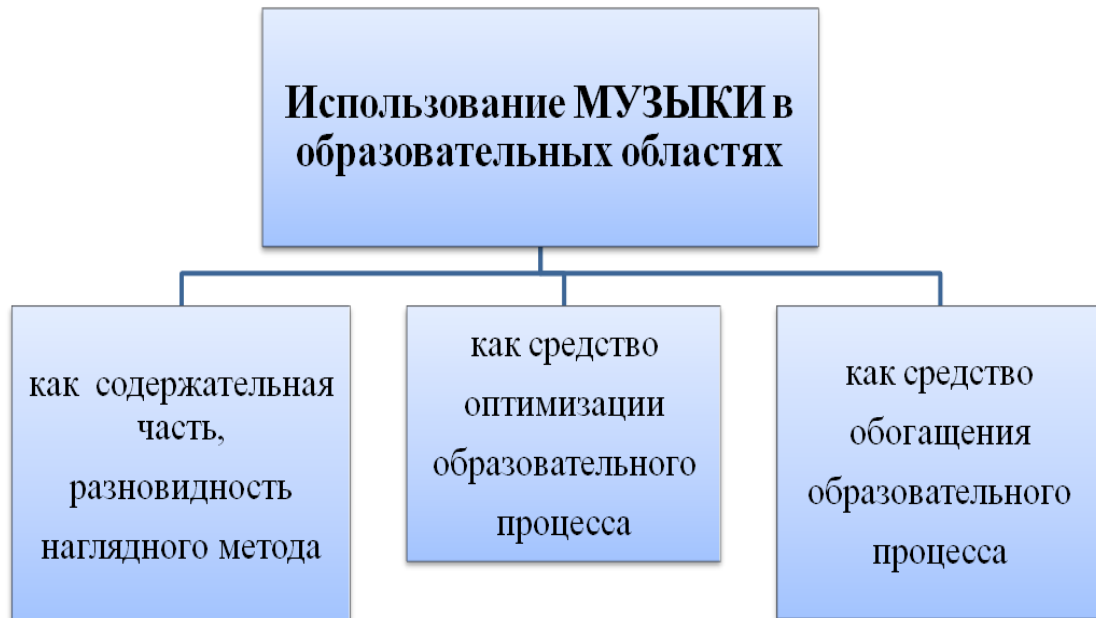 Использование МУЗЫКИ в
образовательных областях
как содержательная
часть,
разновидность
наглядного метода
как средство
оптимизации
образовательного
процесса
как средство
обогащения
образовательного
процесса